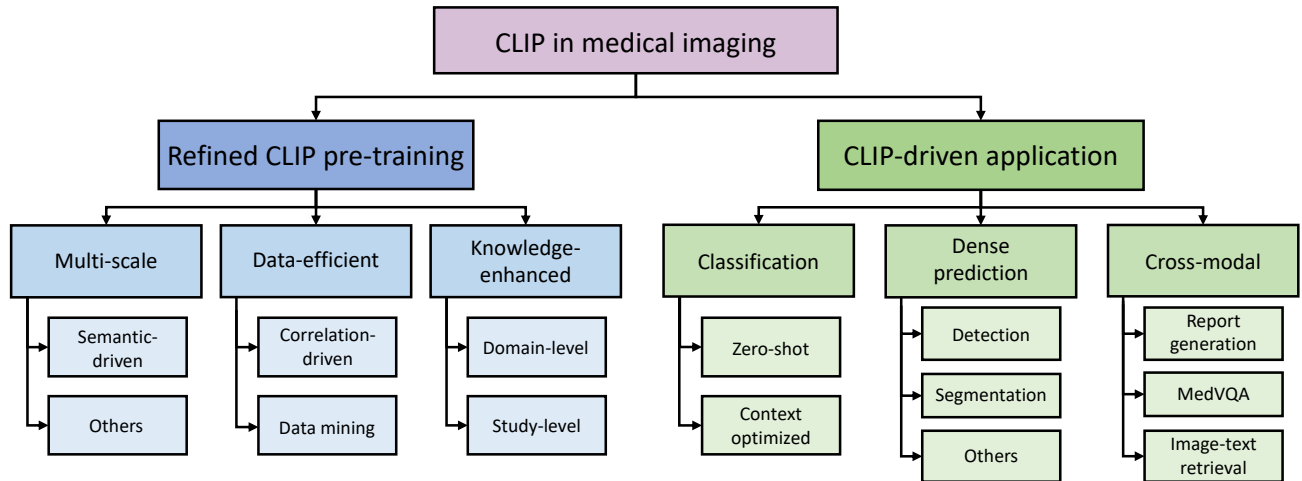 CLIP in medical imaging
Refined CLIP pre-training
CLIP-driven application
Multi-scale
Data-efficient
Knowledge-
enhanced
Classification
Dense
prediction
Cross-modal
Semantic-
driven
Others
Correlation-
driven
Data mining
Domain-level
Study-level
Zero-shot
Context
optimized
Detection
Segmentation
Others
Report
generation
MedVQA
Image-text
retrieval